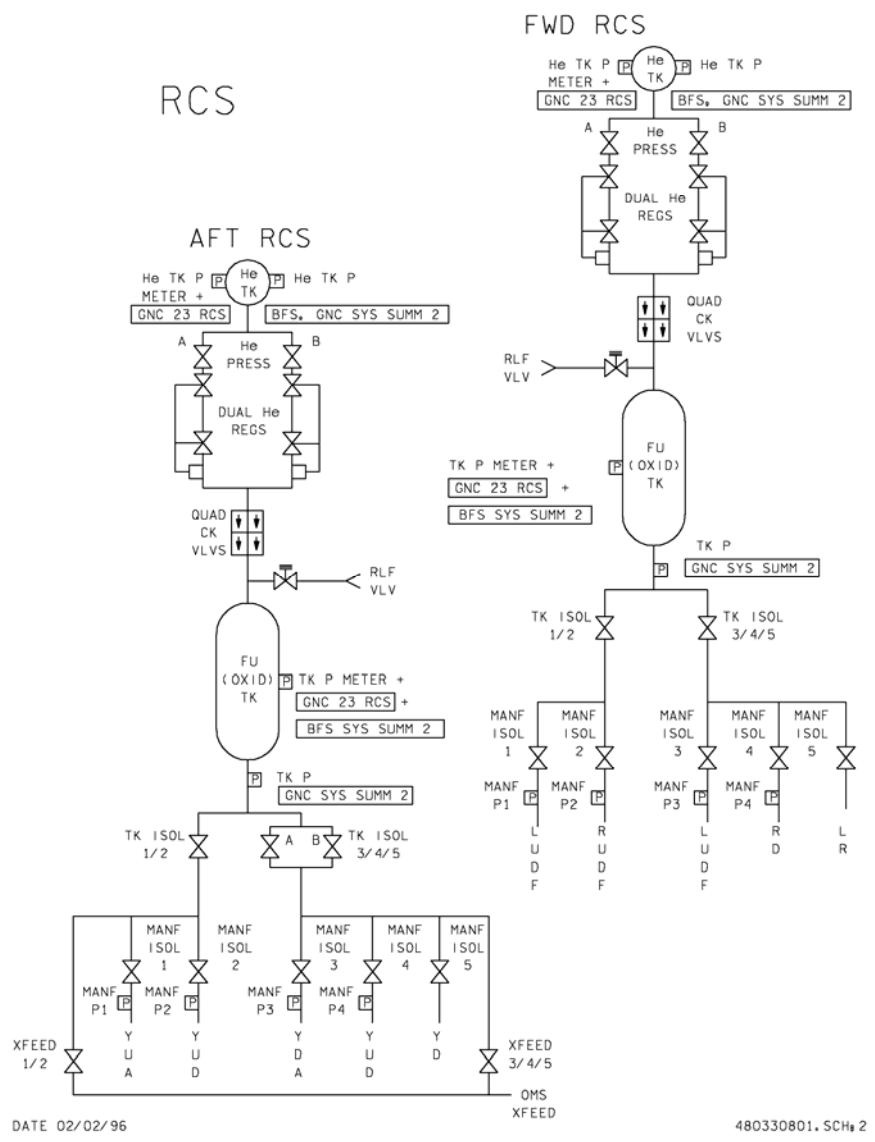 FWD RCS
He TK P
METER +
GNC 23 RCS
He
TK
He TK P
BFS, GNC SYS SUMM 2
A
B
He
PRESS
DUAL He
REGS
QUAD
CK
VLVS
RLF
VLV
FU
(OXID)
TK
P
TK P METER +
GNC 23 RCS +
BFS SYS SUMM 2
TK P
GNC SYS SUMM 2
P
TK ISOL
1/2
TK ISOL
3/4/5
MANF
ISOL
1
MANF
ISOL
2
MANF
ISOL
3
MANF
ISOL
4
MANF
ISOL
5
MANF
P1
P
MANF
P2
P
MANF
P3
P
MANF
P4
P
L
U
D
F
R
U
D
F
L
U
D
F
R
D
L
R
RCS
AFT RCS
He TK P
METER +
GNC 23 RCS
P
He
TK
P
He TK P
BFS, GNC SYS SUMM 2
A
B
He
PRESS
DUAL He
REGS
QUAD
CK
VLVS
RLF
VLV
FU
(OXID)
TK
P
TK P METER +
GNC 23 RCS +
BFS SYS SUMM 2
P
TK P
GNC SYS SUMM 2
TK ISOL
1/2
A
B
TK ISOL
3/4/5
MANF
ISOL
1
MANF
ISOL
2
MANF
ISOL
3
MANF
ISOL
4
MANF
ISOL
5
MANF
P1
P
MANF
P2
P
MANF
P3
P
MANF
P4
P
Y
U
A
Y
U
D
Y
D
A
Y
U
D
Y
D
XFEED
1/2
XFEED
3/4/5
OMS
XFEED
DATE 02/02/96
480330801.SCH, 2